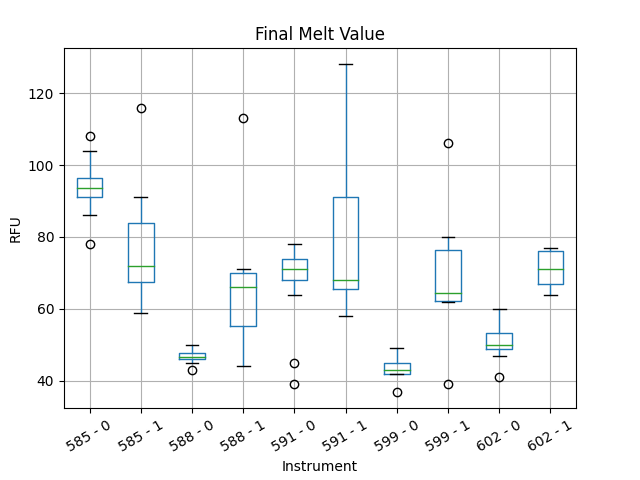 Final Melt Value
120
100
80
60
40
RFU
585 - 0
585 - 1
588 - 0
588 - 1
591 - 0
591 - 1
599 - 0
599 - 1
602 - 0
602 - 1
Instrument